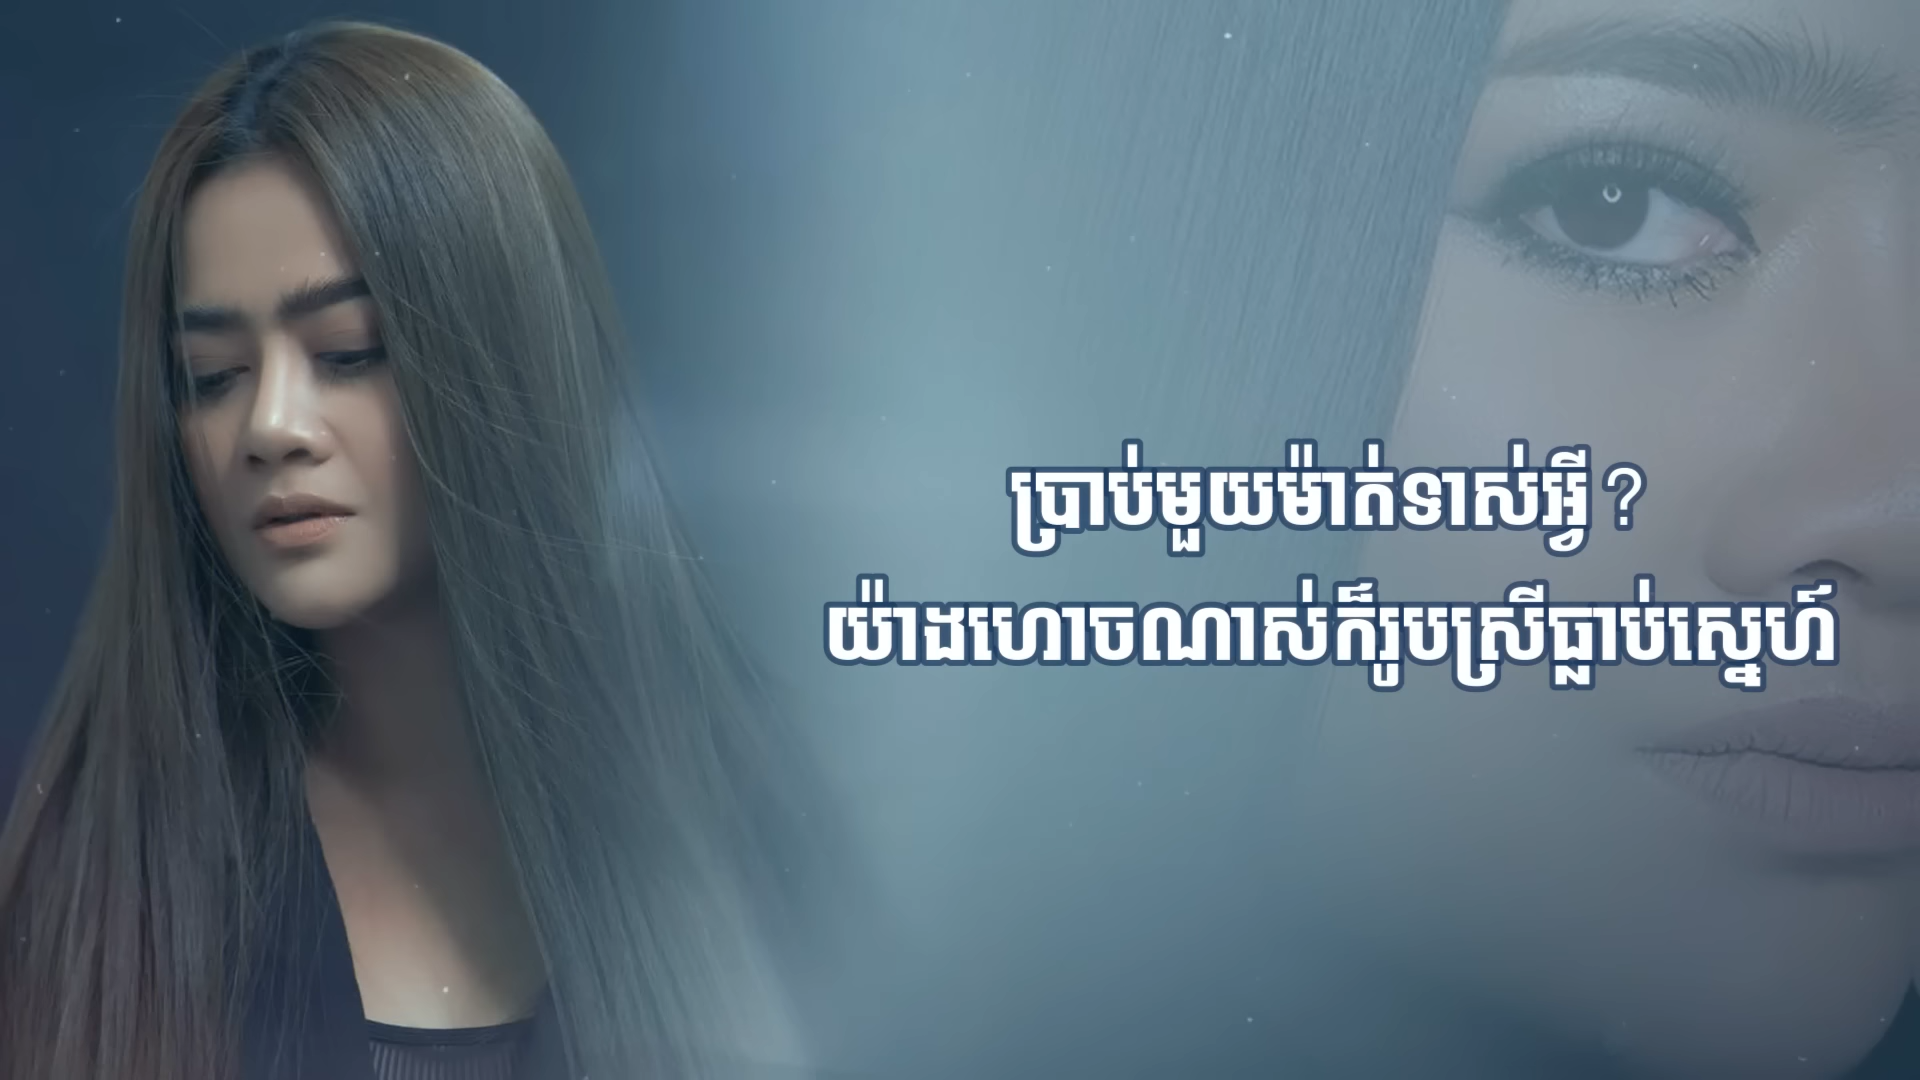 ប្រាប់មួយម៉ាត់ទាស់អ្វី ?
យ៉ាងហោចណាស់ក៏រូបស្រីធ្លាប់ស្នេហ៍